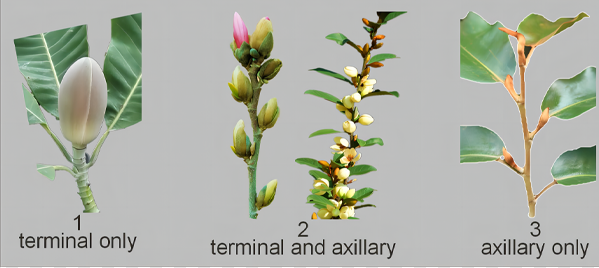 1
terminal only
2
terminal and axillary
3
axillary only